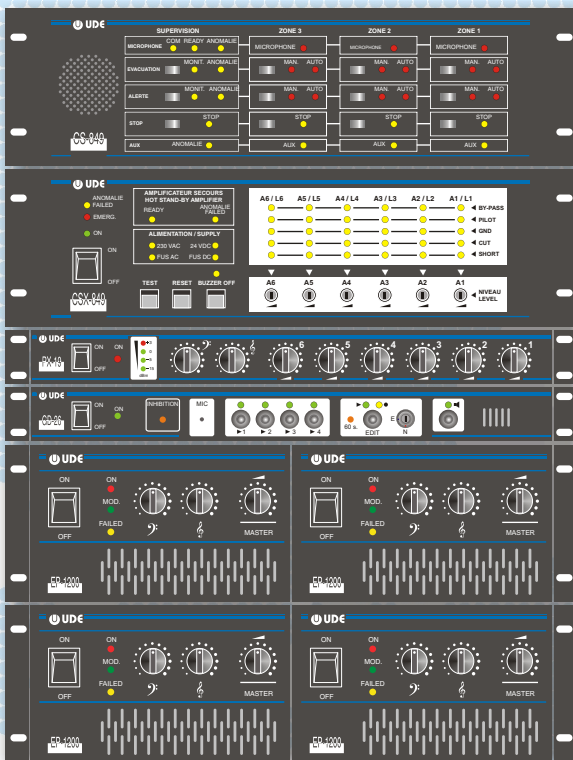 UDE
SUPERVISION
ZONE 3
ZONE 2
ZONE 1
COM READY ANOMALIE
MICROPHONE
MICROPHONE
MICROPHONE
MICROPHONE
MONIT. ANOMALIE
MAN. AUTO
MAN. AUTO
MAN. AUTO
EVACUATION
MONIT. ANOMALIE
MAN. AUTO
MAN. AUTO
MAN. AUTO
ALERTE
STOP
STOP
STOP
STOP
STOP
CS-849
AUX
ANOMALIE
AUX
AUX
AUX
UDE
ANOMALIE
FAILED
EMERG.
ON
ON
OFF
CSX-849
AMPLIFICATEUR SECOURS
HOT STAND-BY AMPLIFIER
READY
ANOMALIE
FAILED
ALIMENTATION / SUPPLY
230 VAC
24 VDC
FUS AC
FUS DC
TEST
RESET
BUZZER OFF
A6 / L6
A5 / L5
A4 / L4
A3 / L3
A2 / L2
A1 / L1
BY-PASS
PILOT
GND
CUT
SHORT
A6
A5
A4
A3
A2
A1
NIVEAU
LEVEL
UDE
ON
OFF
ON
6
5
4
3
2
1
UDE
ON
OFF
ON
CD-26
INHIBITION
MIC
1
2
3
4
60 s.
EDIT
E
N
UDE
ON
OFF
ON
MOD.
FAILED
MASTER
EP-1200
UDE
ON
OFF
ON
MOD.
FAILED
MASTER
EP-1200
UDE
ON
OFF
ON
MOD.
FAILED
MASTER
EP-1200
UDE
ON
OFF
ON
MOD.
FAILED
MASTER
EP-1200